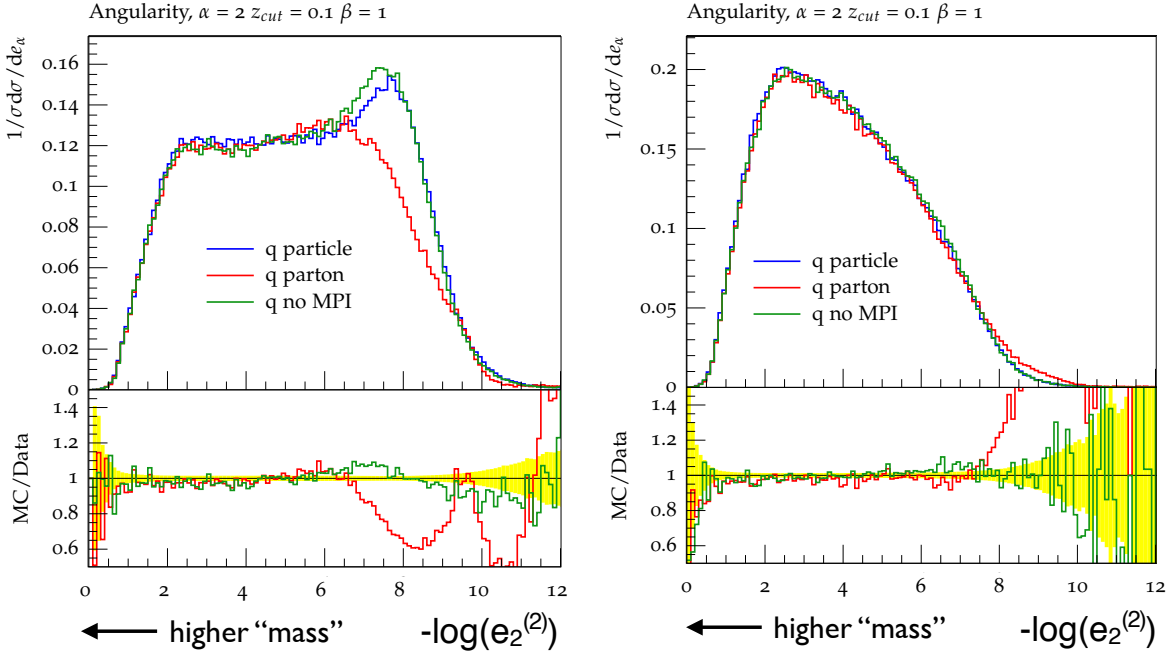 Angularity, α = 2 z_cut = 0.1 β = 1
1/σ dσ/de_α
0.16
0.14
0.12
0.1
0.08
0.06
0.04
0.02
0
q particle
q parton
q no MPI
MC/Data
1.4
1.2
1
0.8
0.6
0 2 4 6 8 10 12
higher “mass” -log(e₂⁽²⁾)
Angularity, α = 2 z_cut = 0.1 β = 1
1/σ dσ/de_α
0.2
0.15
0.1
0.05
0
q particle
q parton
q no MPI
MC/Data
1.4
1.2
1
0.8
0.6
0 2 4 6 8 10 12
higher “mass” -log(e₂⁽²⁾)